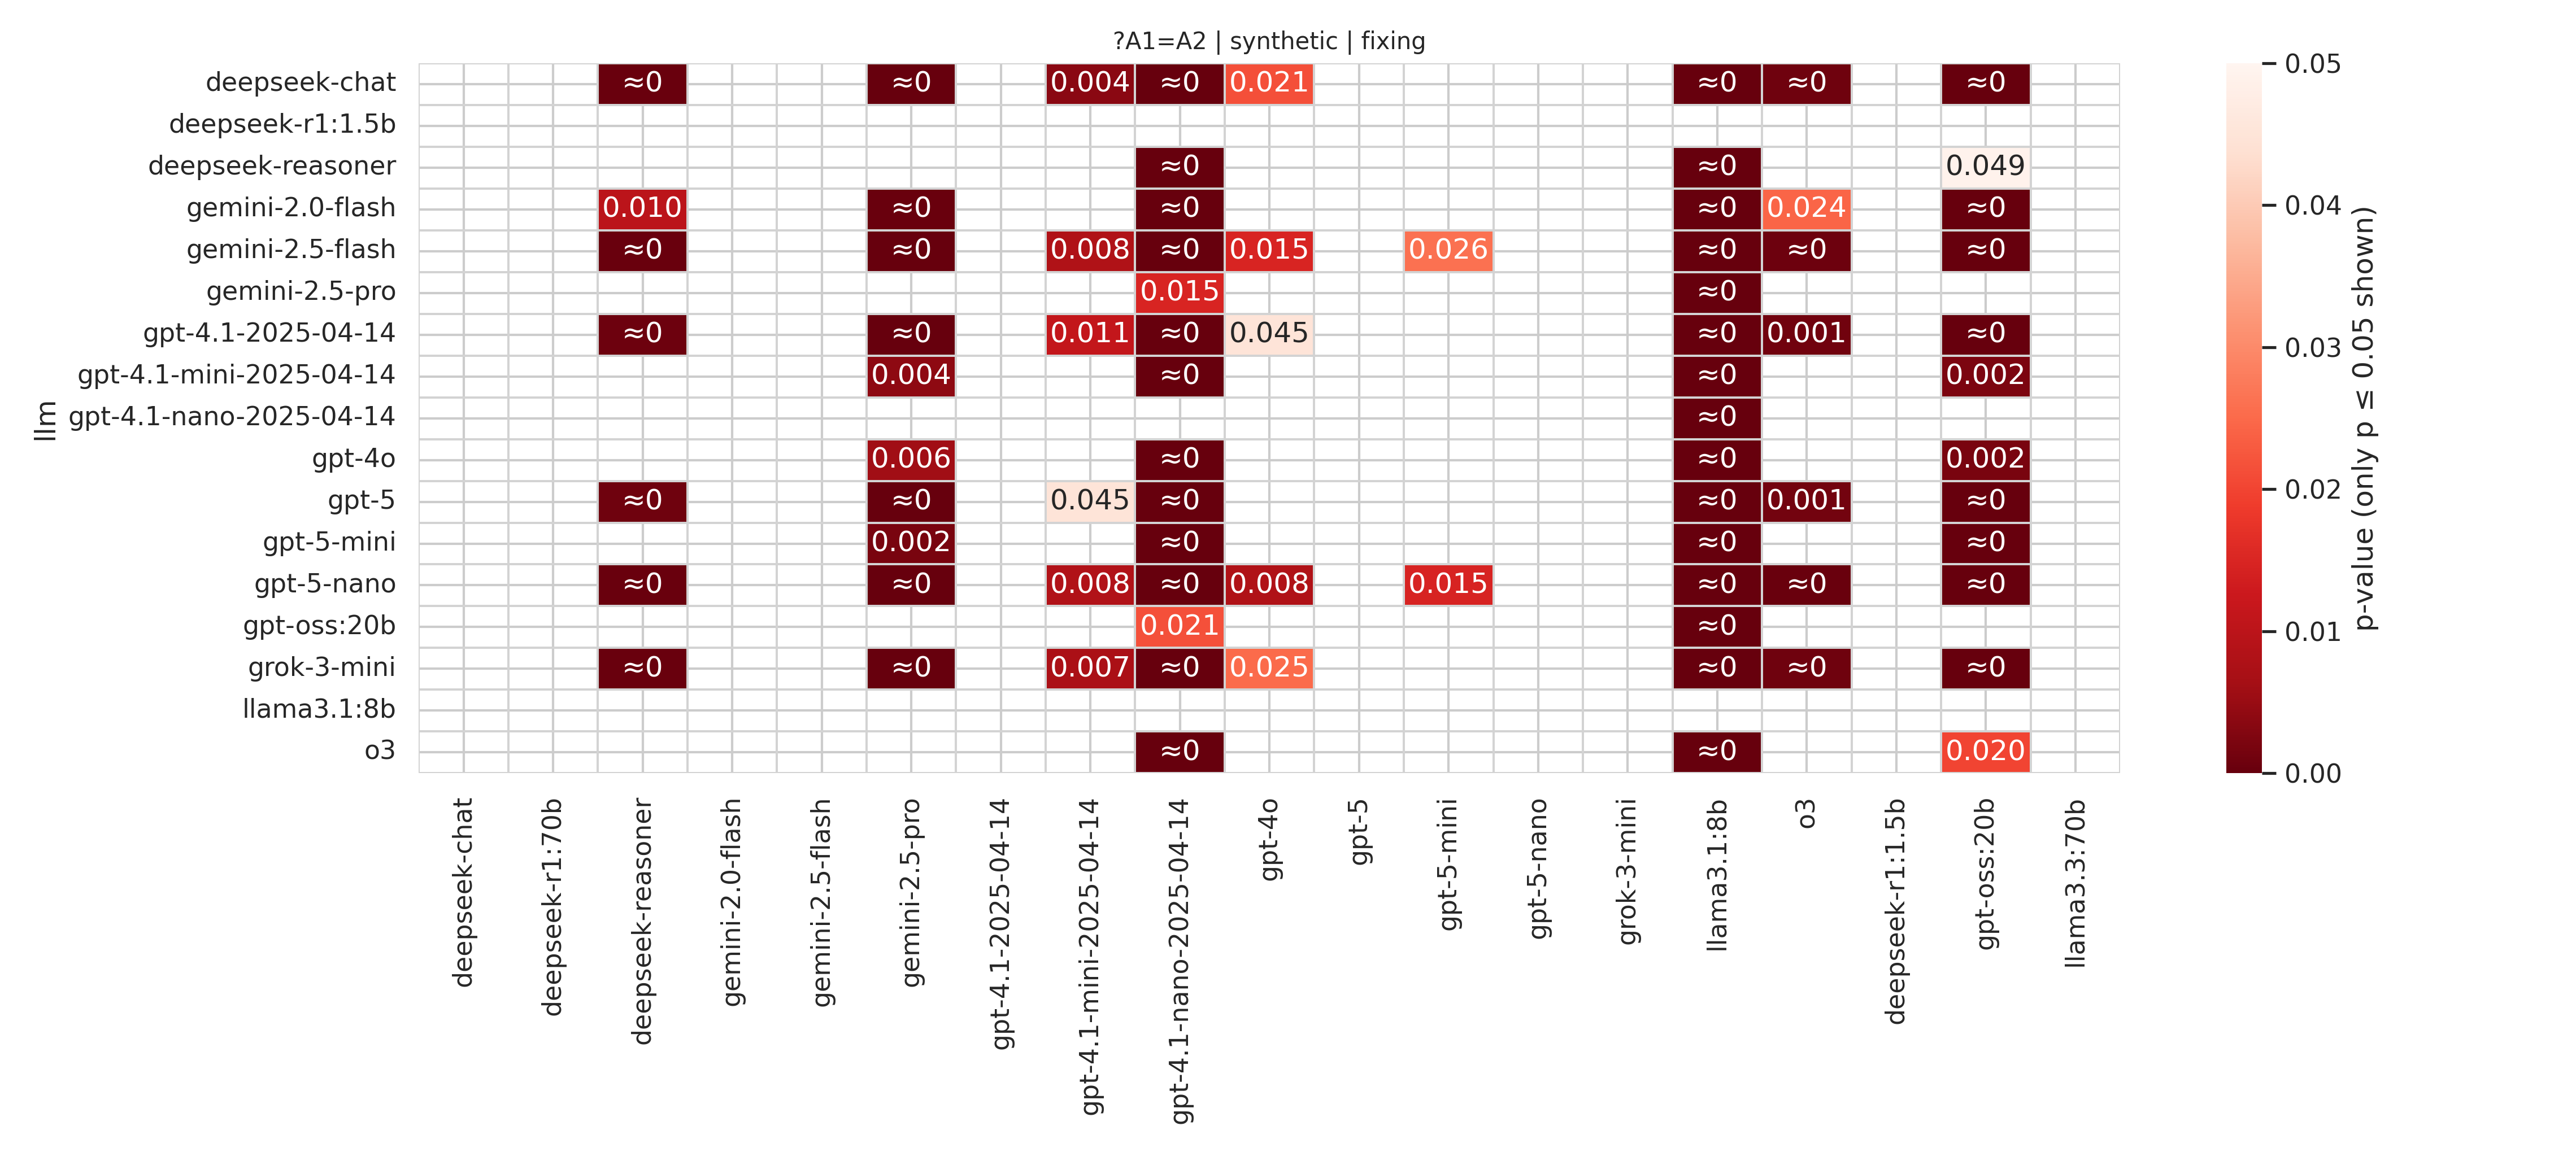 ?A1=A2 | synthetic | fixing
deepseek-chat ≈0 ≈0 0.004 ≈0 0.021 ≈0 ≈0 ≈0
deepseek-r1:1.5b
deepseek-reasoner ≈0 ≈0 0.049
gemini-2.0-flash 0.010 ≈0 ≈0 ≈0 0.024 ≈0
gemini-2.5-flash ≈0 ≈0 0.008 ≈0 0.015 0.026 ≈0 ≈0 ≈0
gemini-2.5-pro 0.015 ≈0
gpt-4.1-2025-04-14 ≈0 ≈0 0.011 ≈0 0.045 ≈0 0.001 ≈0
gpt-4.1-mini-2025-04-14 0.004 ≈0 ≈0 0.002
gpt-4.1-nano-2025-04-14 ≈0
gpt-4o 0.006 ≈0 ≈0 0.002
gpt-5 ≈0 ≈0 0.045 ≈0 ≈0 0.001 ≈0
gpt-5-mini 0.002 ≈0 ≈0 ≈0
gpt-5-nano ≈0 ≈0 0.008 ≈0 0.008 0.015 ≈0 ≈0 ≈0
gpt-oss:20b 0.021 ≈0
grok-3-mini ≈0 ≈0 0.007 ≈0 0.025 ≈0 ≈0 ≈0
llama3.1:8b
o3 ≈0 ≈0 0.020
llm
deepseek-chat
deepseek-r1:70b
deepseek-reasoner
gemini-2.0-flash
gemini-2.5-flash
gemini-2.5-pro
gpt-4.1-2025-04-14
gpt-4.1-mini-2025-04-14
gpt-4.1-nano-2025-04-14
gpt-4o
gpt-5
gpt-5-mini
gpt-5-nano
grok-3-mini
llama3.1:8b
o3
deepseek-r1:1.5b
gpt-oss:20b
llama3.3:70b
0.05
0.04
0.03
0.02
0.01
0.00
p-value (only p ≤ 0.05 shown)